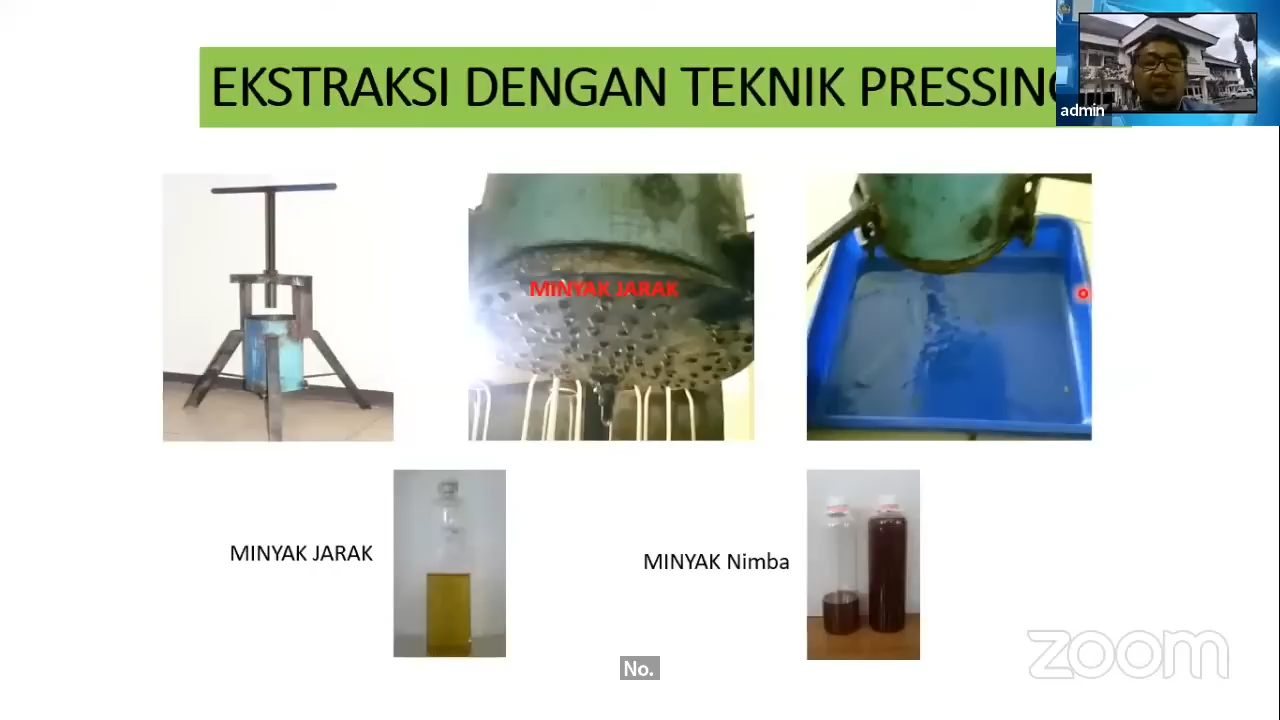 EKSTRAKSI DENGAN TEKNIK PRESSING
admin
MINYAK JARAK
MINYAK JARAK
MINYAK Nimba
No.
zoom